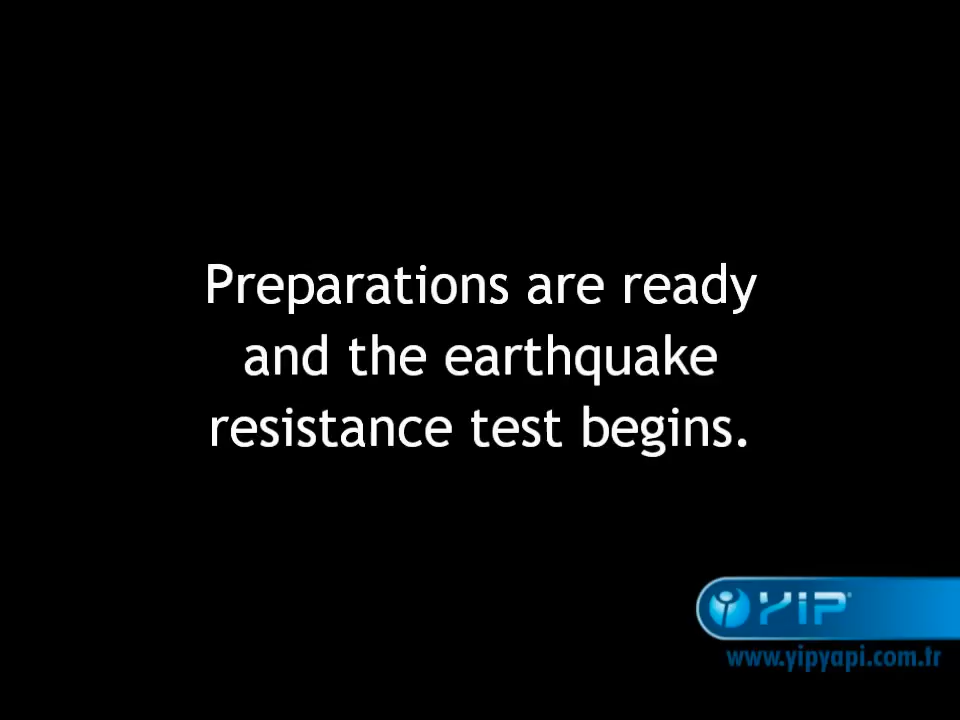 Preparations are ready
and the earthquake
resistance test begins.
YIP
www.yipyapi.com.tr